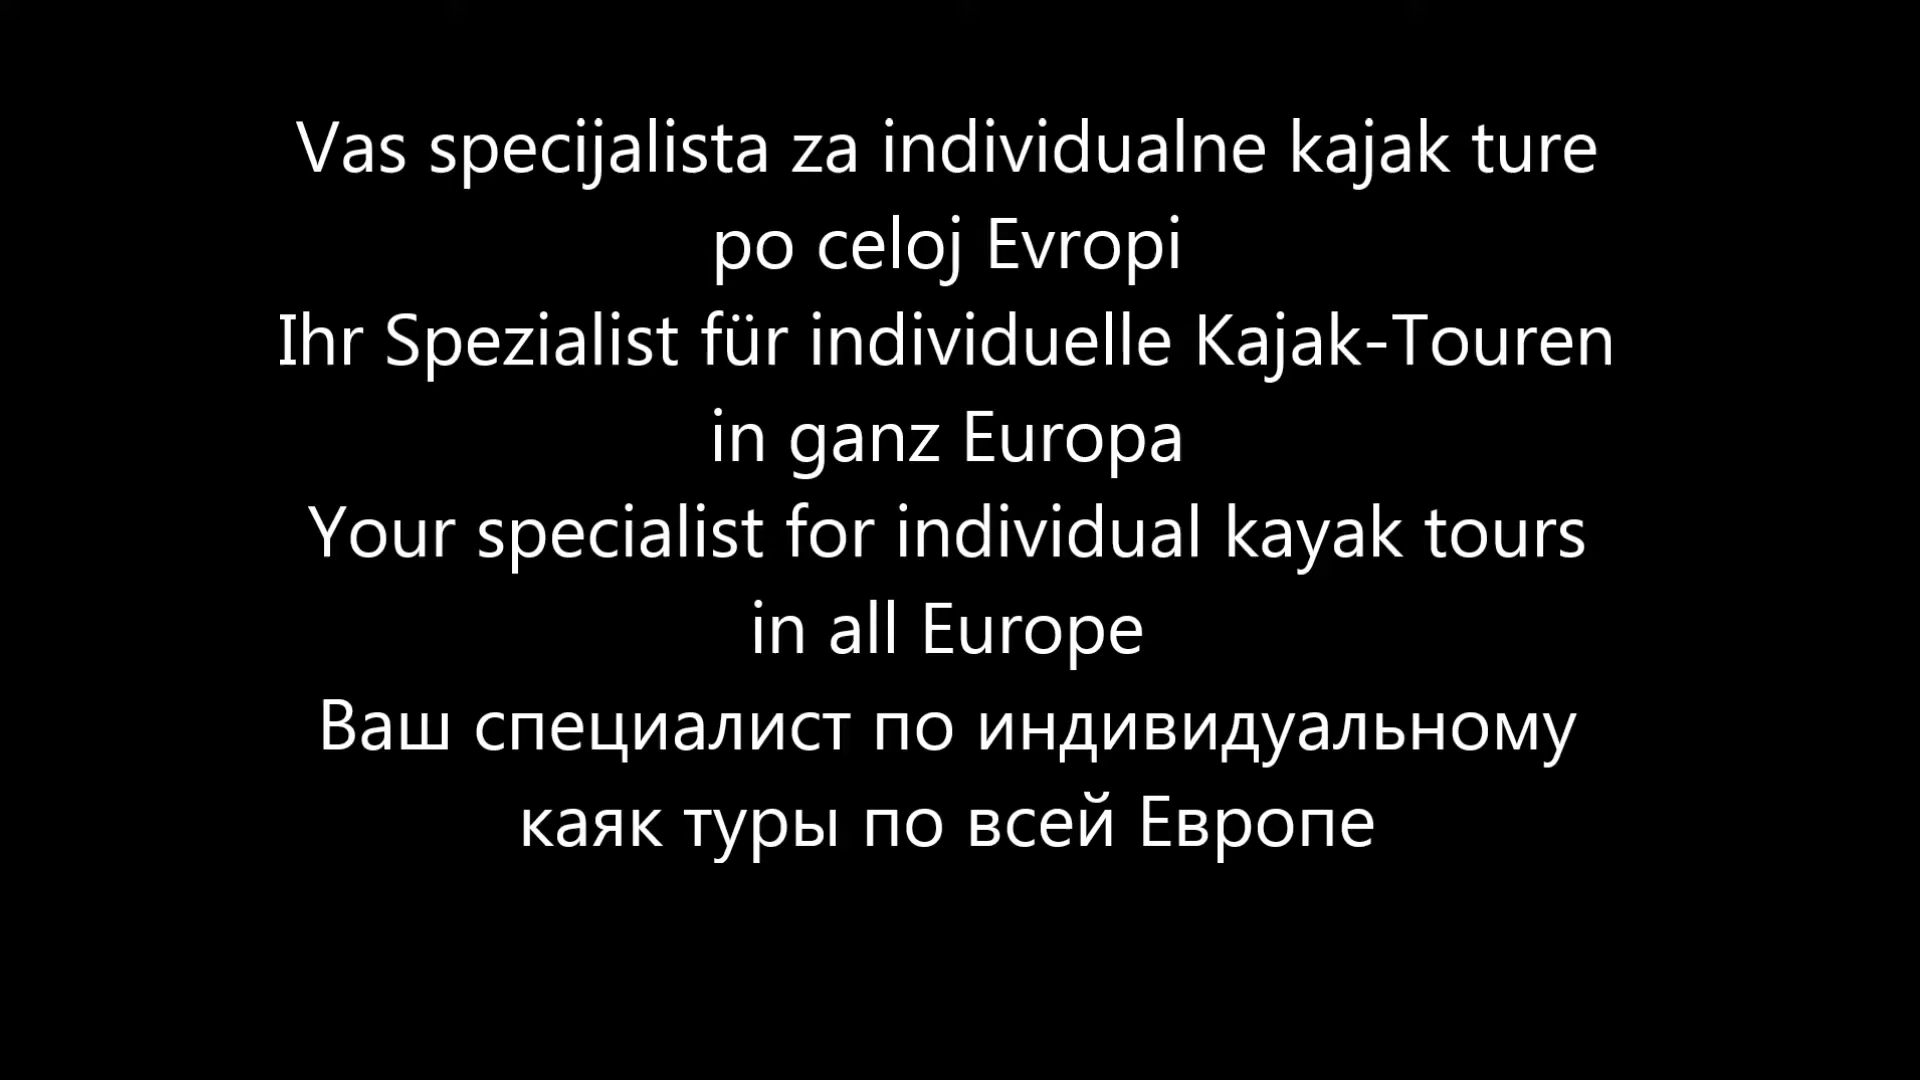 Vas specijalista za individualne kajak ture
po celoj Evropi
Ihr Spezialist für individuelle Kajak-Touren
in ganz Europa
Your specialist for individual kayak tours
in all Europe
Ваш специалист по индивидуальному
каяк туры по всей Европе